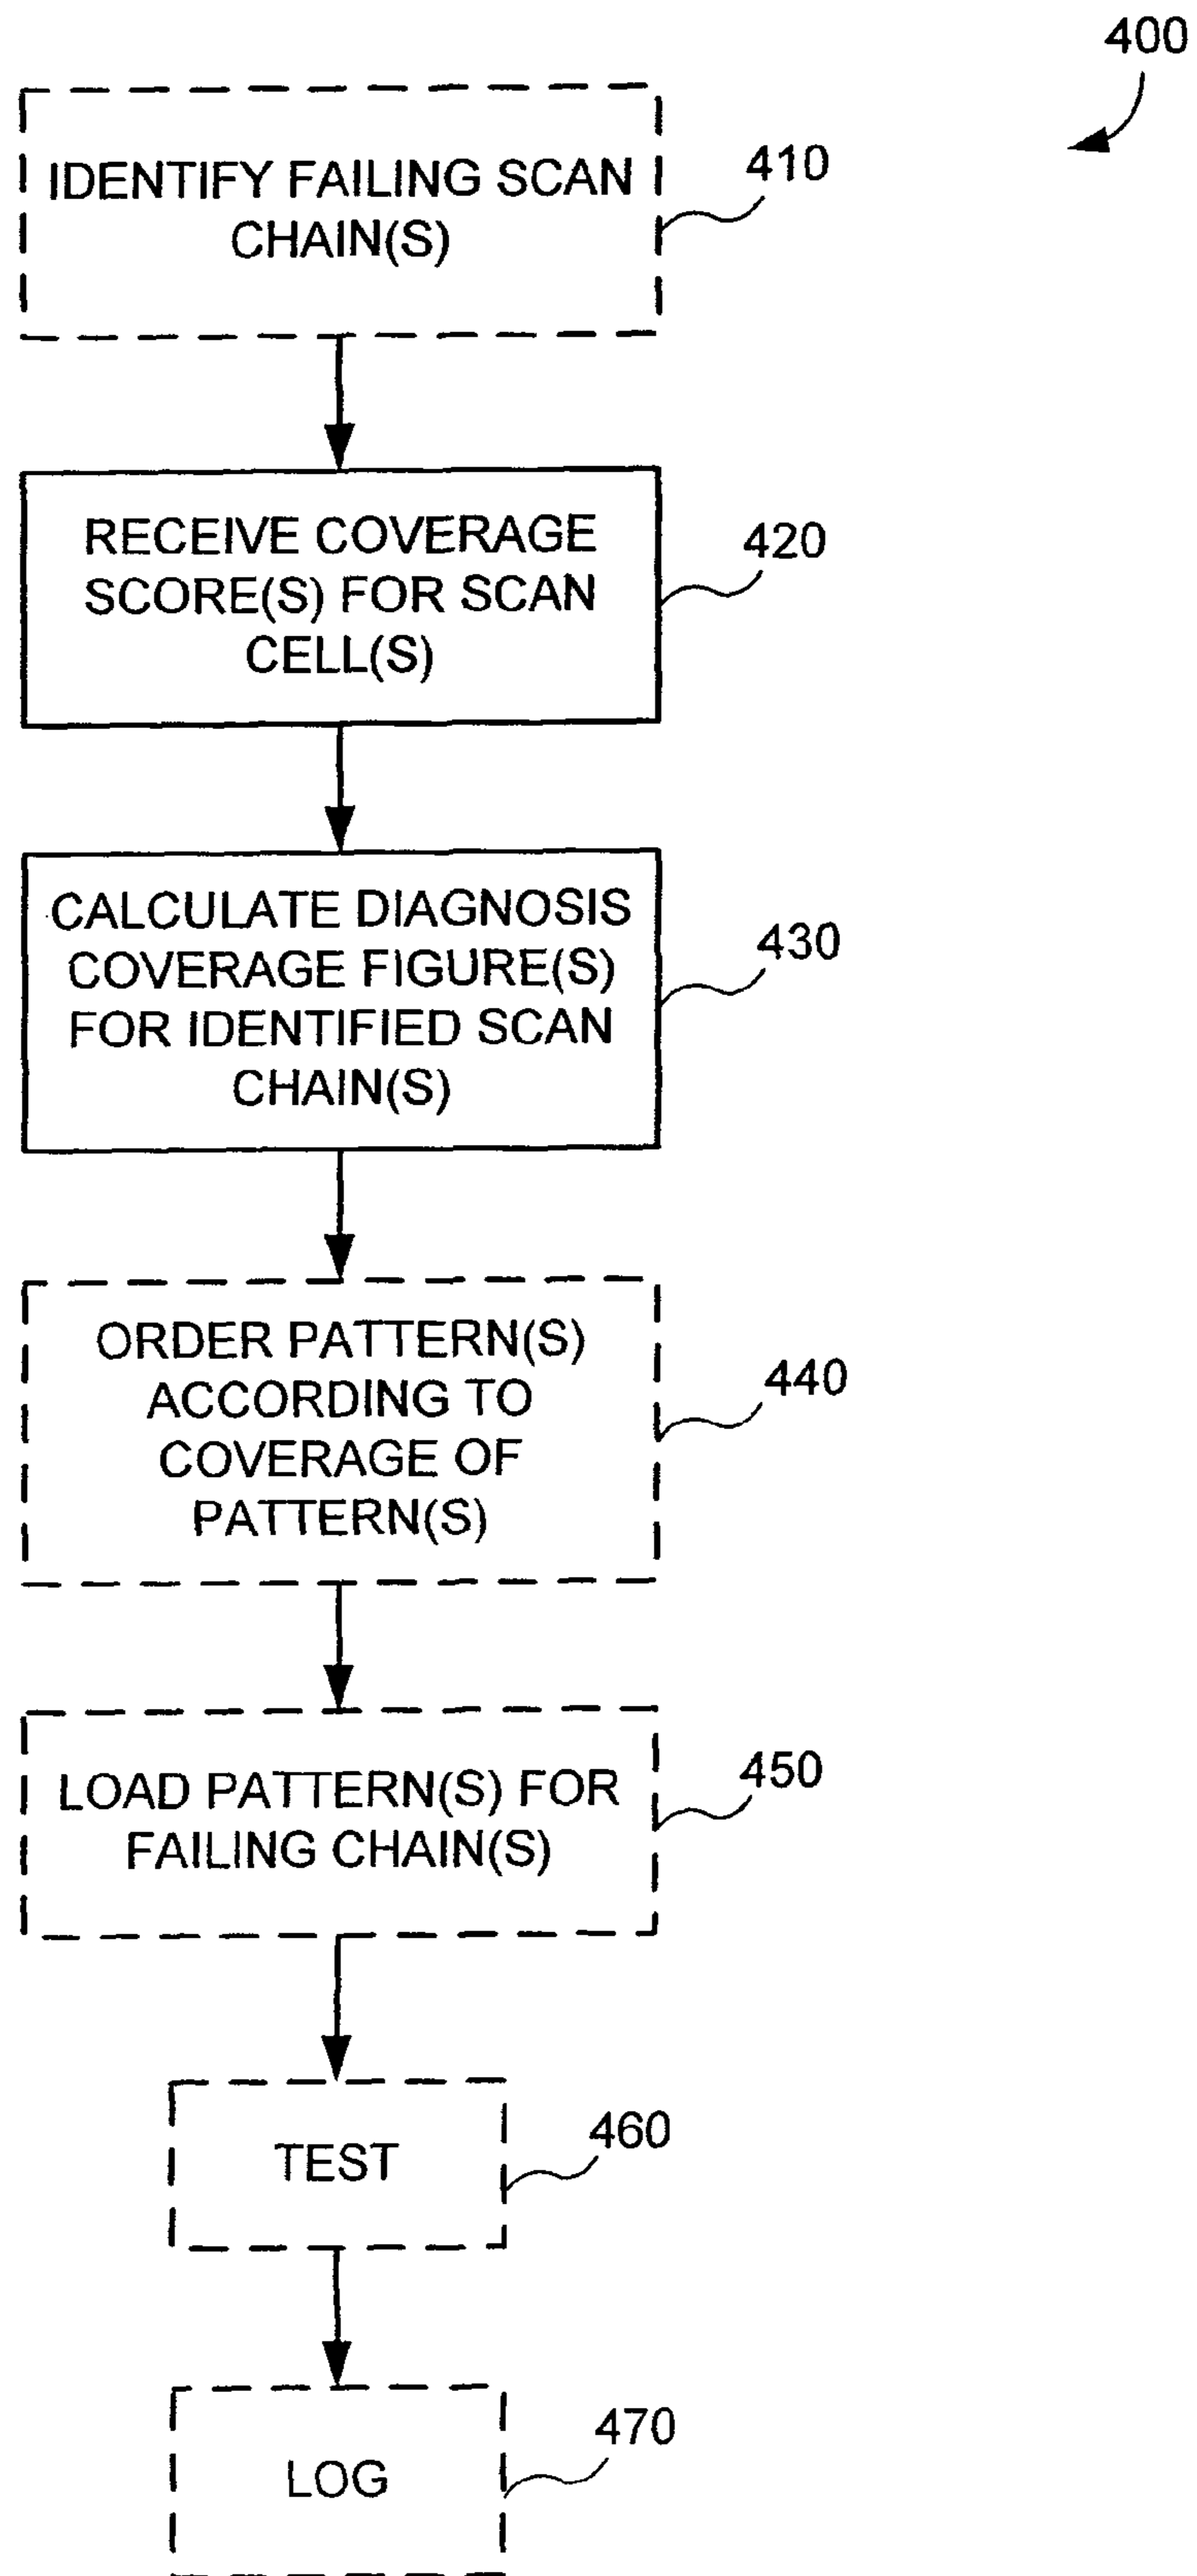 400
IDENTIFY FAILING SCAN
CHAIN(S)
410
RECEIVE COVERAGE
SCORE(S) FOR SCAN
CELL(S)
420
CALCULATE DIAGNOSIS
COVERAGE FIGURE(S)
FOR IDENTIFIED SCAN
CHAIN(S)
430
ORDER PATTERN(S)
ACCORDING TO
COVERAGE OF
PATTERN(S)
440
LOAD PATTERN(S) FOR
FAILING CHAIN(S)
450
TEST
460
LOG
470